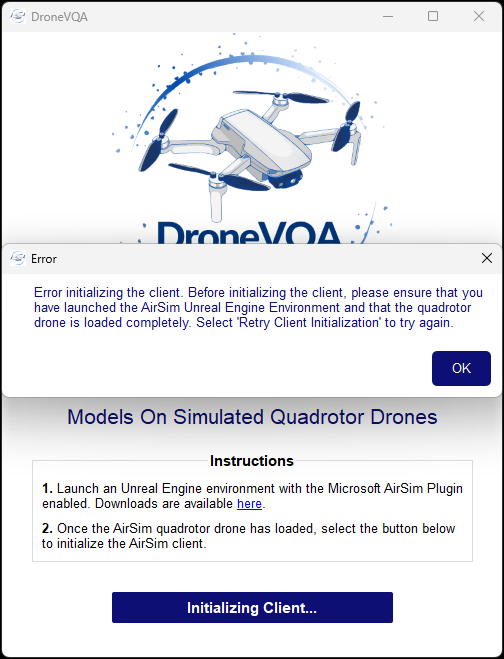 DroneVQA
DroneVQA
Error
Error initializing the client. Before initializing the client, please ensure that you
have launched the AirSim Unreal Engine Environment and that the quadrotor
drone is loaded completely. Select 'Retry Client Initialization' to try again.
OK
Models On Simulated Quadrotor Drones
Instructions
1. Launch an Unreal Engine environment with the Microsoft AirSim Plugin
enabled. Downloads are available here.
2. Once the AirSim quadrotor drone has loaded, select the button below
to initialize the AirSim client.
Initializing Client...